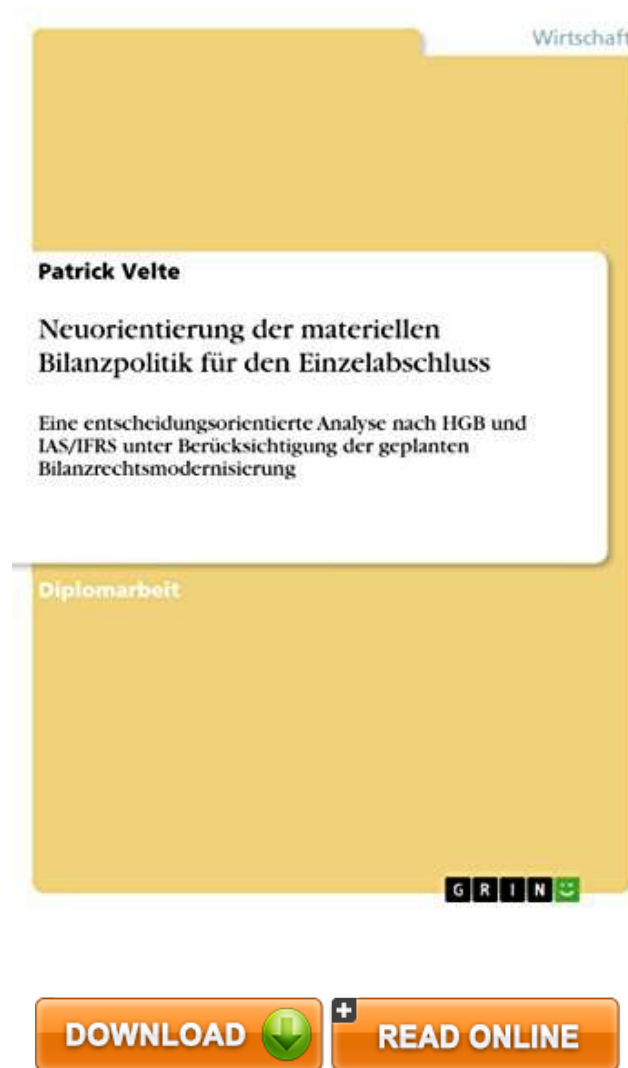 Wirtschaft
Patrick Velte
Neuorientierung der materiellen
Bilanzpolitik für den Einzelabschluss
Eine entscheidungsorientierte Analyse nach HGB und
IAS/IFRS unter Berücksichtigung der geplanten
Bilanzrechtsmodernisierung
Diplomarbeit
GRIN
DOWNLOAD
READ ONLINE